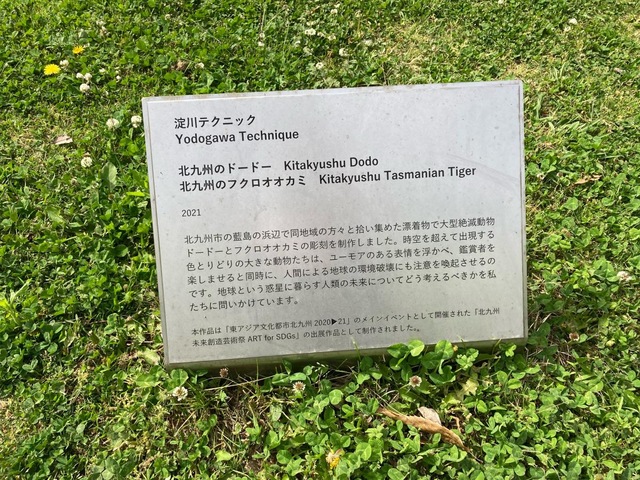 淀川テクニック
Yodogawa Technique
北九州のドードー　Kitakyushu Dodo
北九州のフクロオオカミ　Kitakyushu Tasmanian Tiger
2021
北九州市の藍島の浜辺で同地域の方々と拾い集めた漂着物で大型絶滅動物
ドードーとフクロオオカミの彫刻を制作しました。時空を超えて出現する
色とりどりの大きな動物たちは、ユーモアのある表情を浮かべ、鑑賞者を
楽しませると同時に、人間による地球の環境破壊にも注意を喚起させるの
です。地球という惑星に暮らす人類の未来についてどう考えるべきかを私
たちに問いかけています。
本作品は「東アジア文化都市北九州 2020▶21」のメインイベントとして開催された「北九州
未来創造芸術祭 ART for SDGs」の出展作品として制作されました。。